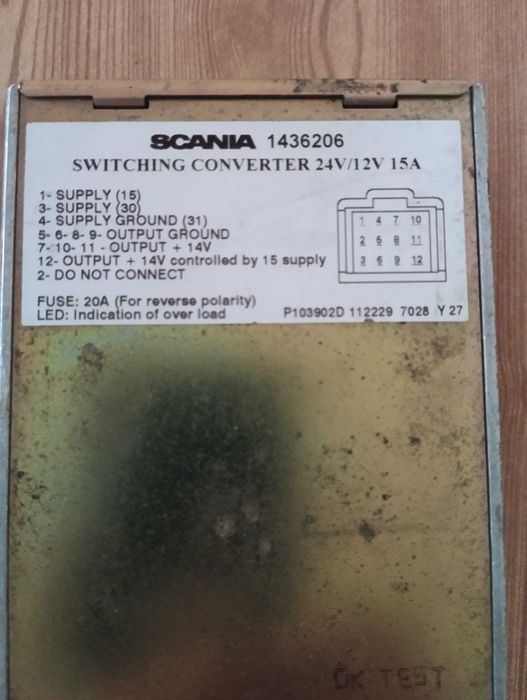 SCANIA 1436206
SWITCHING CONVERTER 24V/12V 15A
1- SUPPLY (15)
3- SUPPLY (30)
4- SUPPLY GROUND (31)
5- 6- 8- 9- OUTPUT GROUND
7- 10- 11 - OUTPUT + 14V
12- OUTPUT + 14V controlled by 15 supply
2- DO NOT CONNECT
1 4 7 10
2 5 8 11
3 6 9 12
FUSE: 20A (For reverse polarity)
LED: Indication of over load
P103902D 112229 7028 Y 27
OK TEST